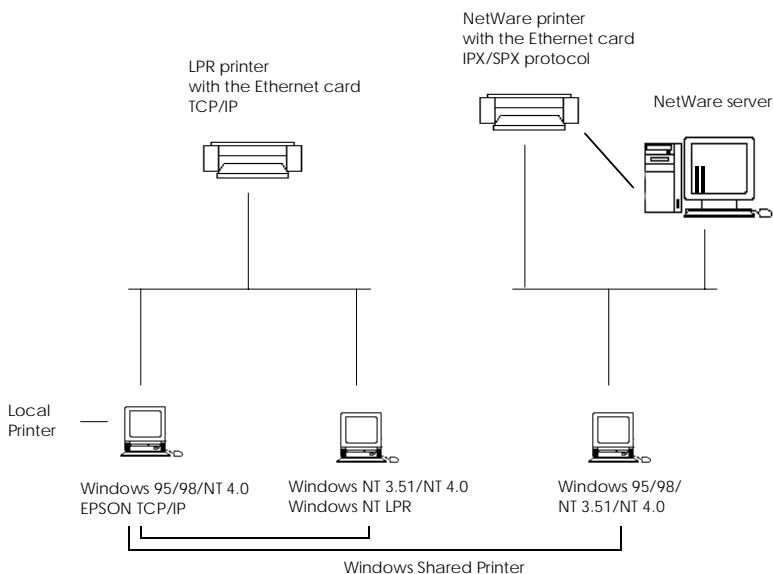 NetWare printer
with the Ethernet card
IPX/SPX protocol
LPR printer
with the Ethernet card
TCP/IP
NetWare server
Local
Printer
Windows 95/98/NT 4.0
EPSON TCP/IP
Windows NT 3.51/NT 4.0
Windows NT LPR
Windows 95/98/
NT 3.51/NT 4.0
Windows Shared Printer